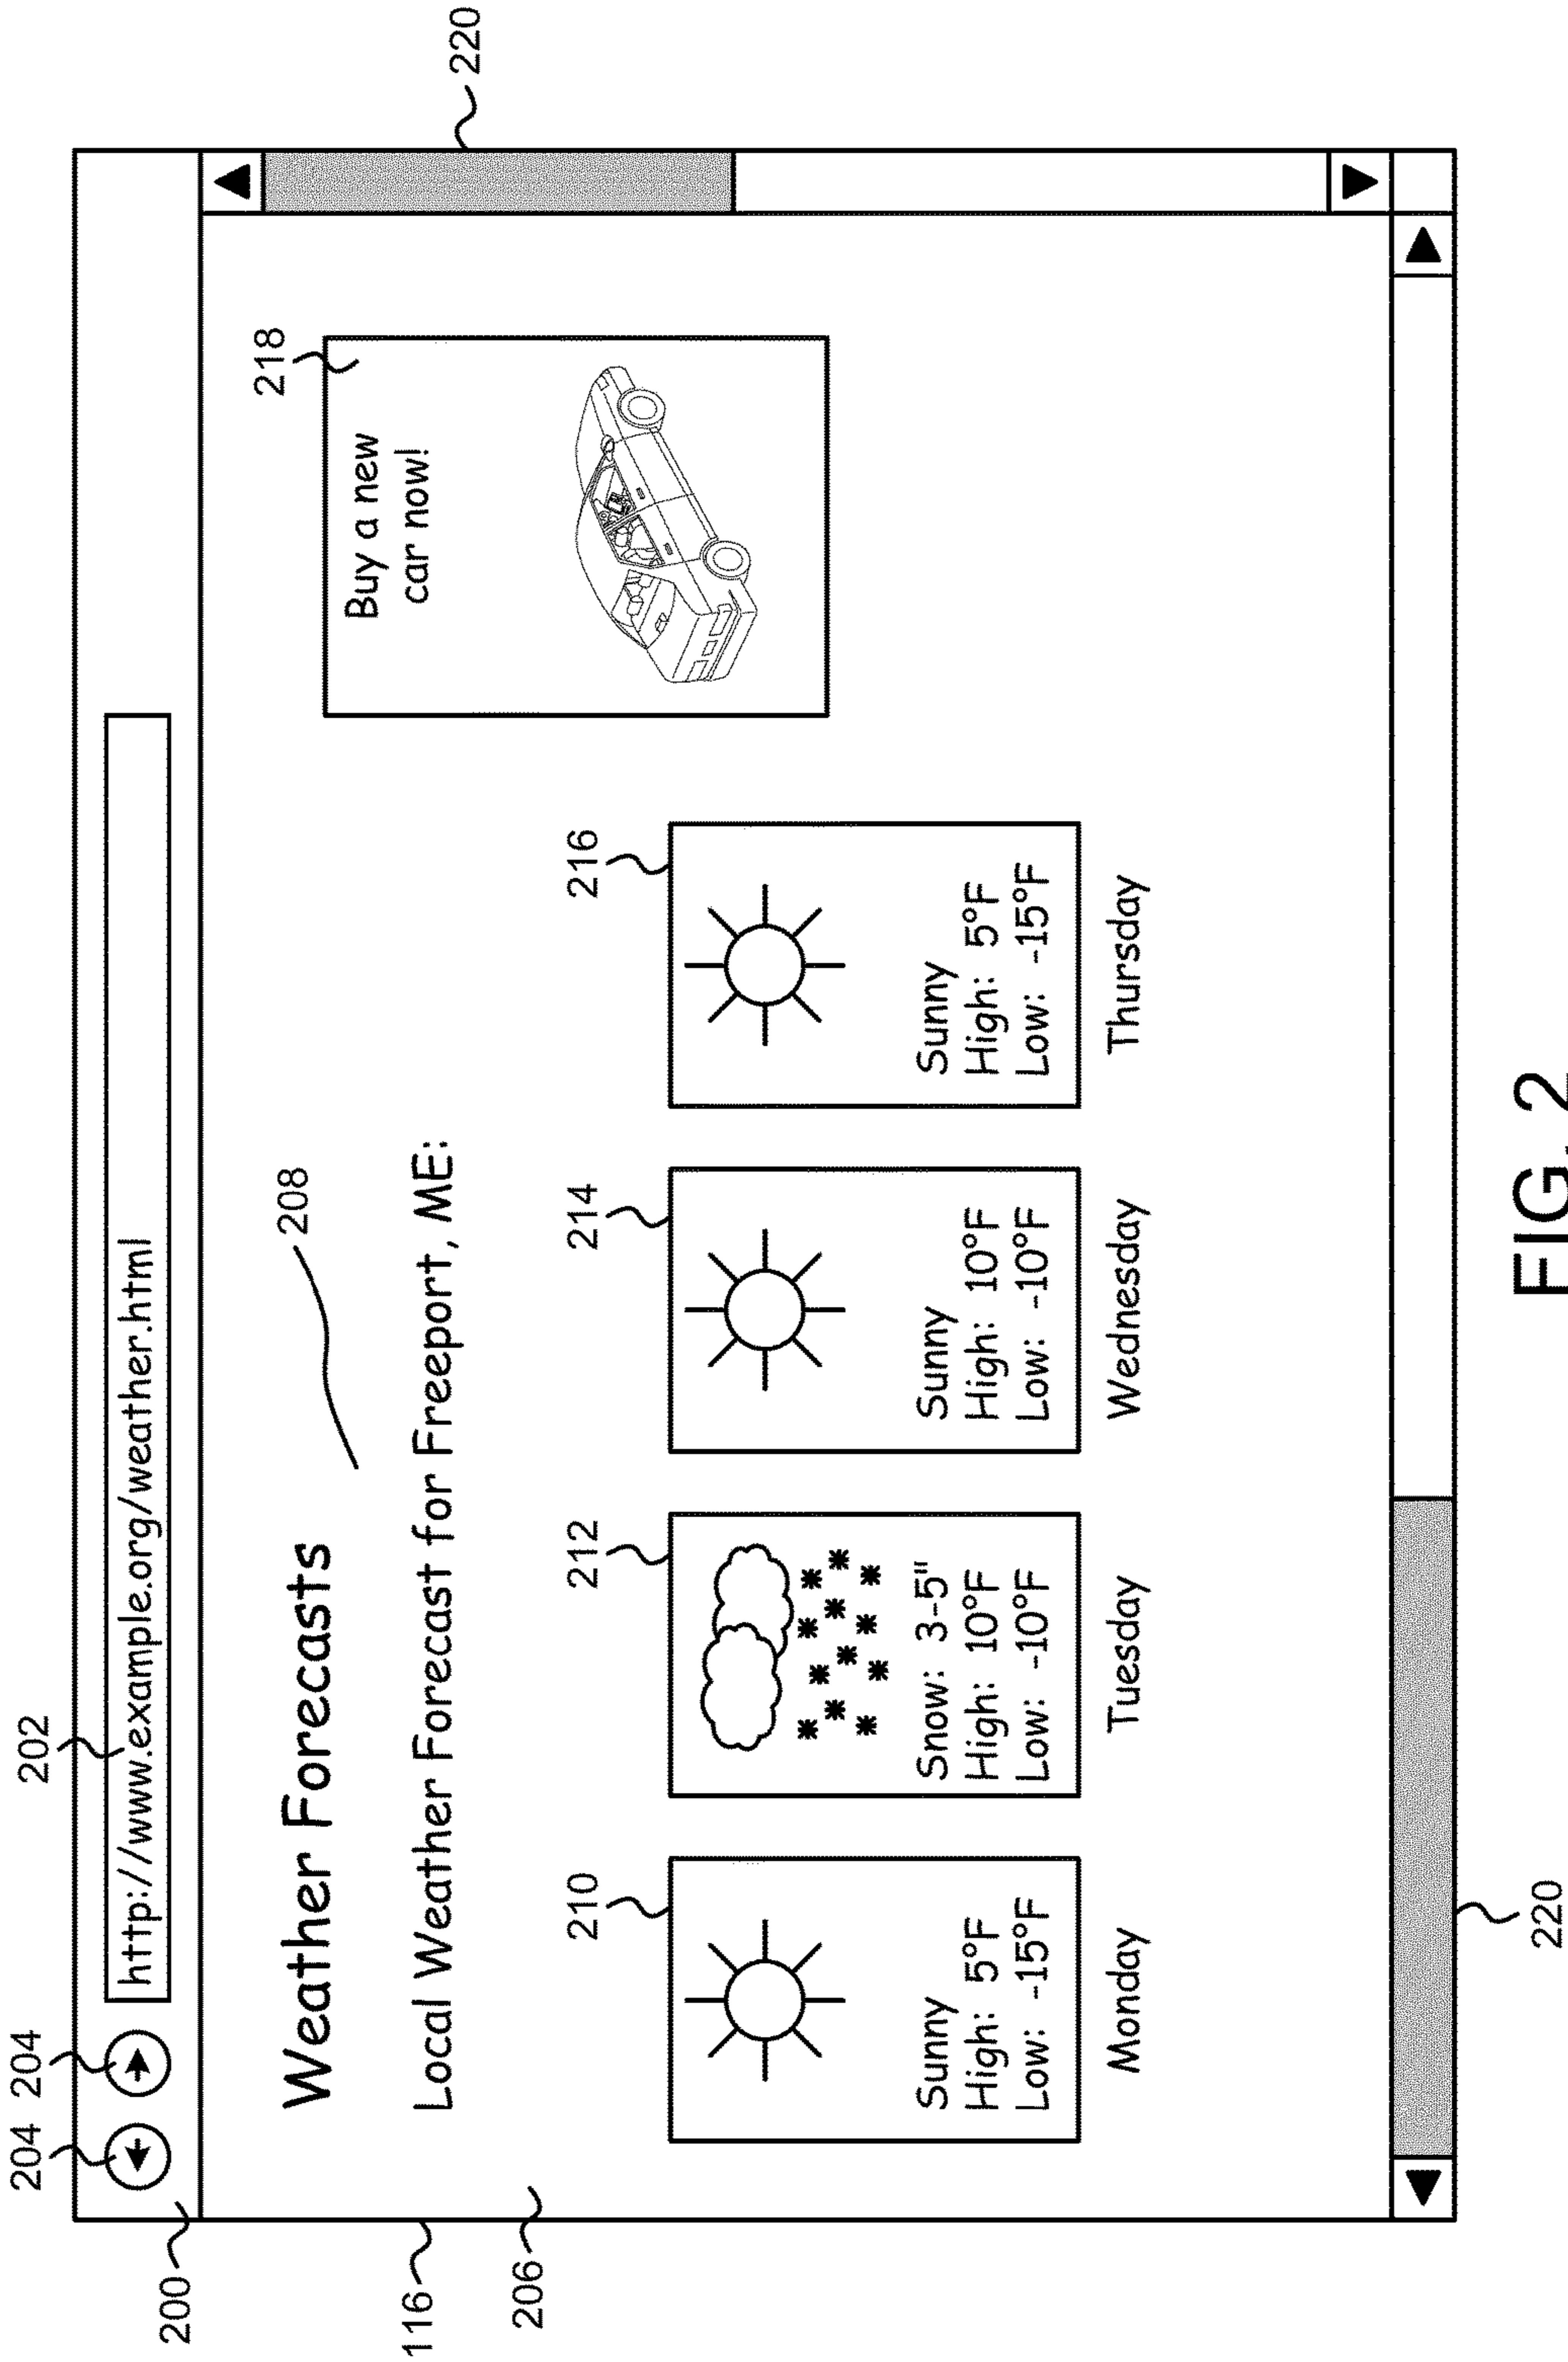 202
204 204
http://www.example.org/weather.html
200
116
206
220
Weather Forecasts
208
Local Weather Forecast for Freeport, ME:
218
Buy a new
car now!
210
Sunny
High: 5°F
Low: -15°F
Monday
212
Snow: 3-5"
High: 10°F
Low: -10°F
Tuesday
214
Sunny
High: 10°F
Low: -10°F
Wednesday
216
Sunny
High: 5°F
Low: -15°F
Thursday
220
FIG. 2